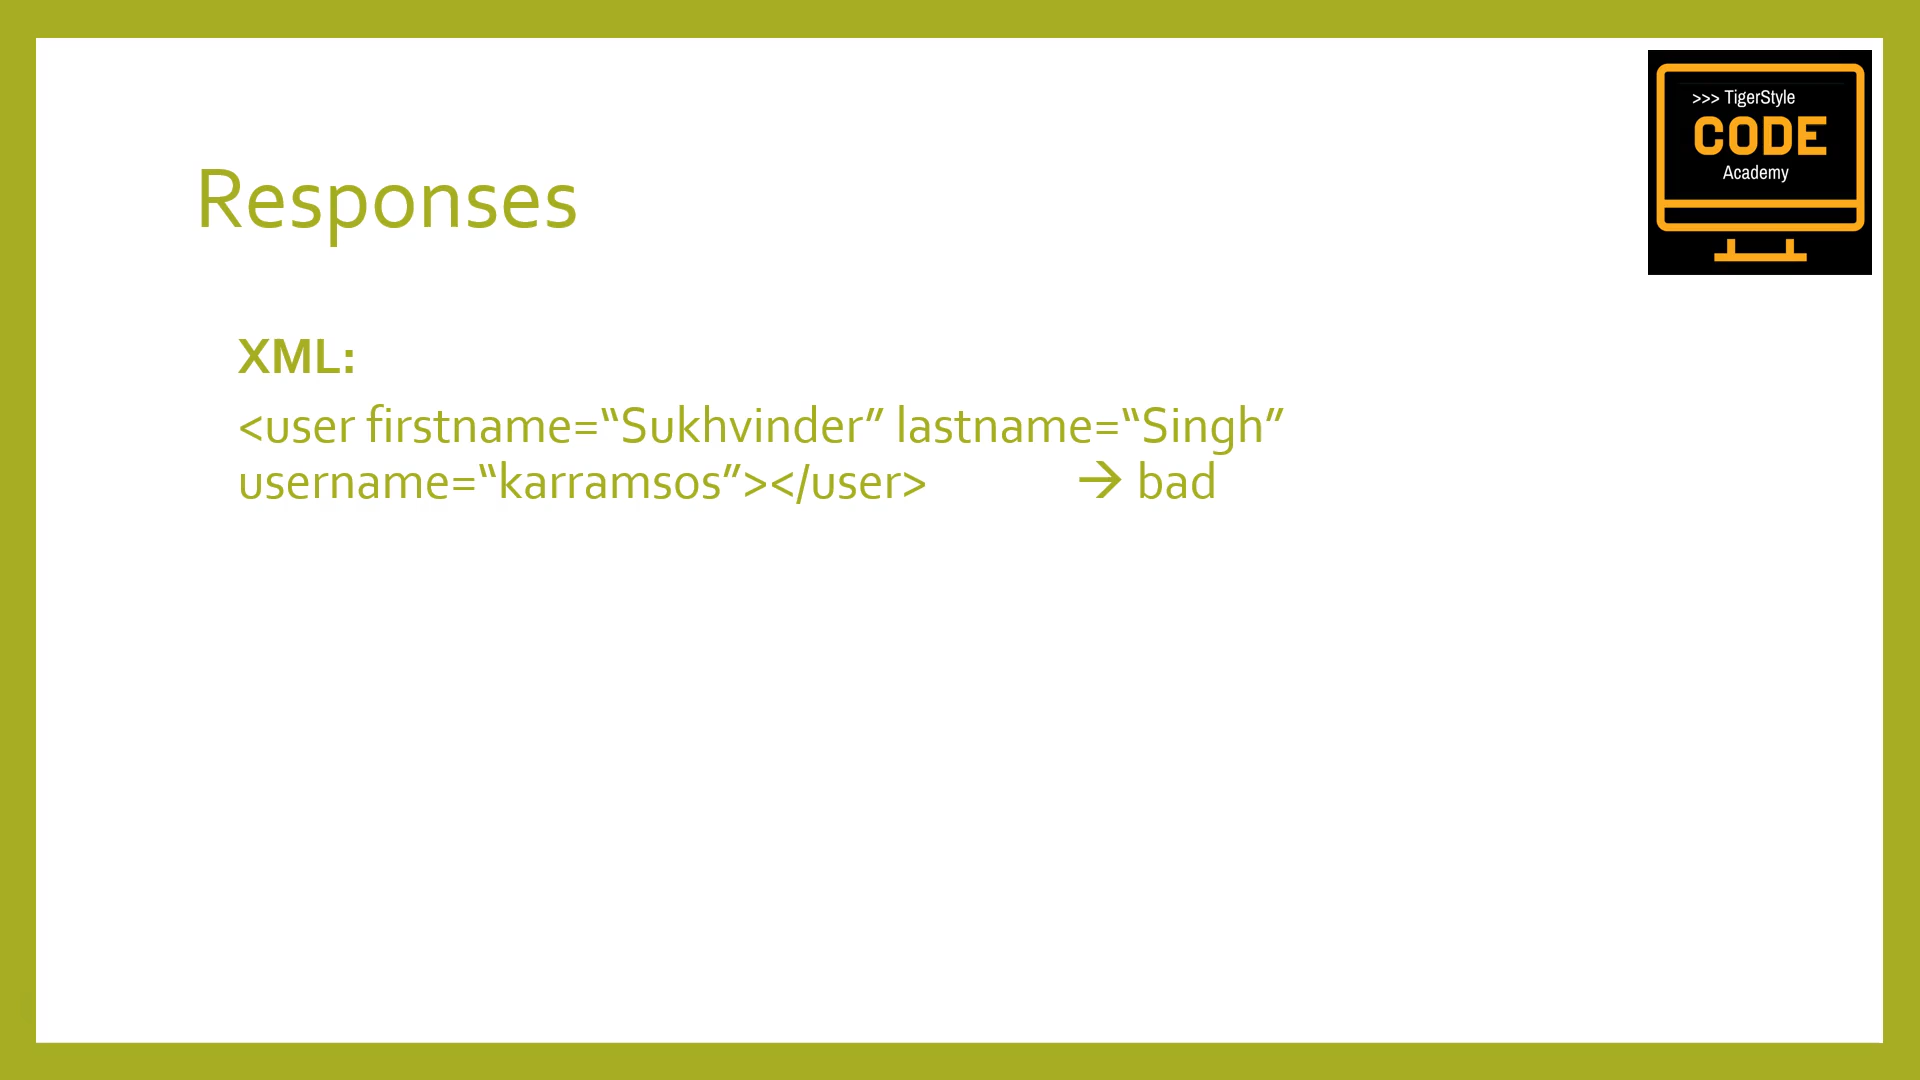 >>> TigerStyle
CODE
Academy
Responses
XML:
<user firstname=“Sukhvinder” lastname=“Singh”
username=“karramsos”></user> → bad